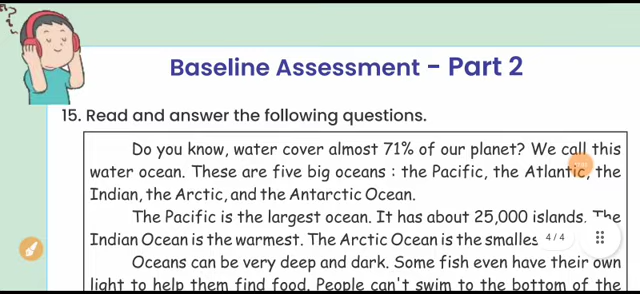 Baseline Assessment - Part 2
15. Read and answer the following questions.
Do you know, water cover almost 71% of our planet? We call this
water ocean. These are five big oceans : the Pacific, the Atlantic, the
Indian, the Arctic, and the Antarctic Ocean.
The Pacific is the largest ocean. It has about 25,000 islands. The
Indian Ocean is the warmest. The Arctic Ocean is the smalles
4/4
Oceans can be very deep and dark. Some fish even have their own
light to help them find food. People can't swim to the bottom of the